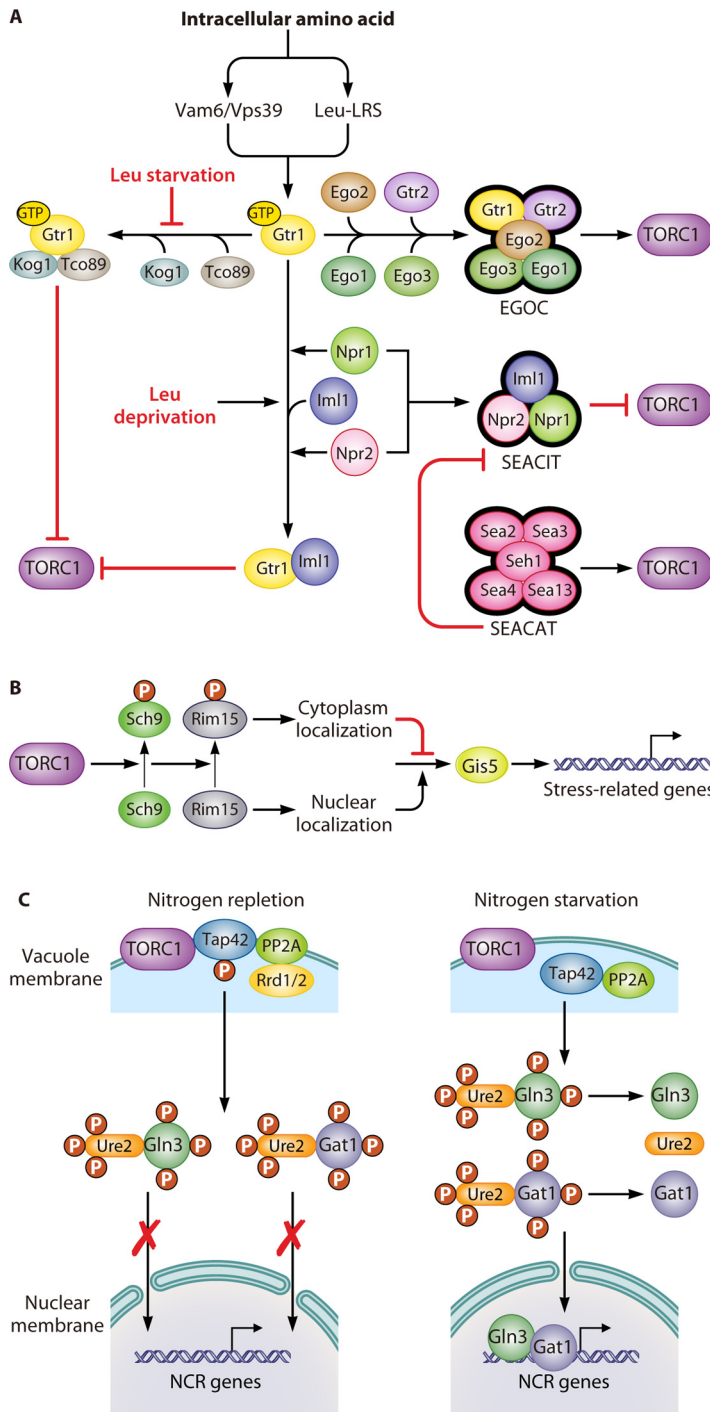 A
Intracellular amino acid
Vam6/Vps39
Leu-LRS
Leu starvation
GTP
Gtr1
Kog1
Tco89
Kog1
Tco89
GTP
Gtr1
Ego2
Gtr2
Ego1
Ego3
Gtr1
Gtr2
Ego2
Ego3
Ego1
EGOC
TORC1
Leu
deprivation
Npr1
Iml1
Npr2
Iml1
Npr2
Npr1
SEACIT
TORC1
TORC1
Gtr1
Iml1
Sea2
Sea3
Seh1
Sea4
Sea13
SEACAT
TORC1
B
TORC1
P
Sch9
P
Rim15
Sch9
Rim15
Cytoplasm
localization
Nuclear
localization
Gis5
Stress-related genes
C
Nitrogen repletion
Vacuole
membrane
TORC1
Tap42
P
PP2A
Rrd1/2
P
P
P
Ure2
Gln3
P
P
P
P
P
P
Ure2
Gat1
P
P
P
Nuclear
membrane
NCR genes
Nitrogen starvation
TORC1
Tap42
PP2A
P
P
P
Ure2
Gln3
P
P
P
Gln3
Ure2
P
P
P
Ure2
Gat1
P
P
P
Gat1
Gln3
Gat1
NCR genes